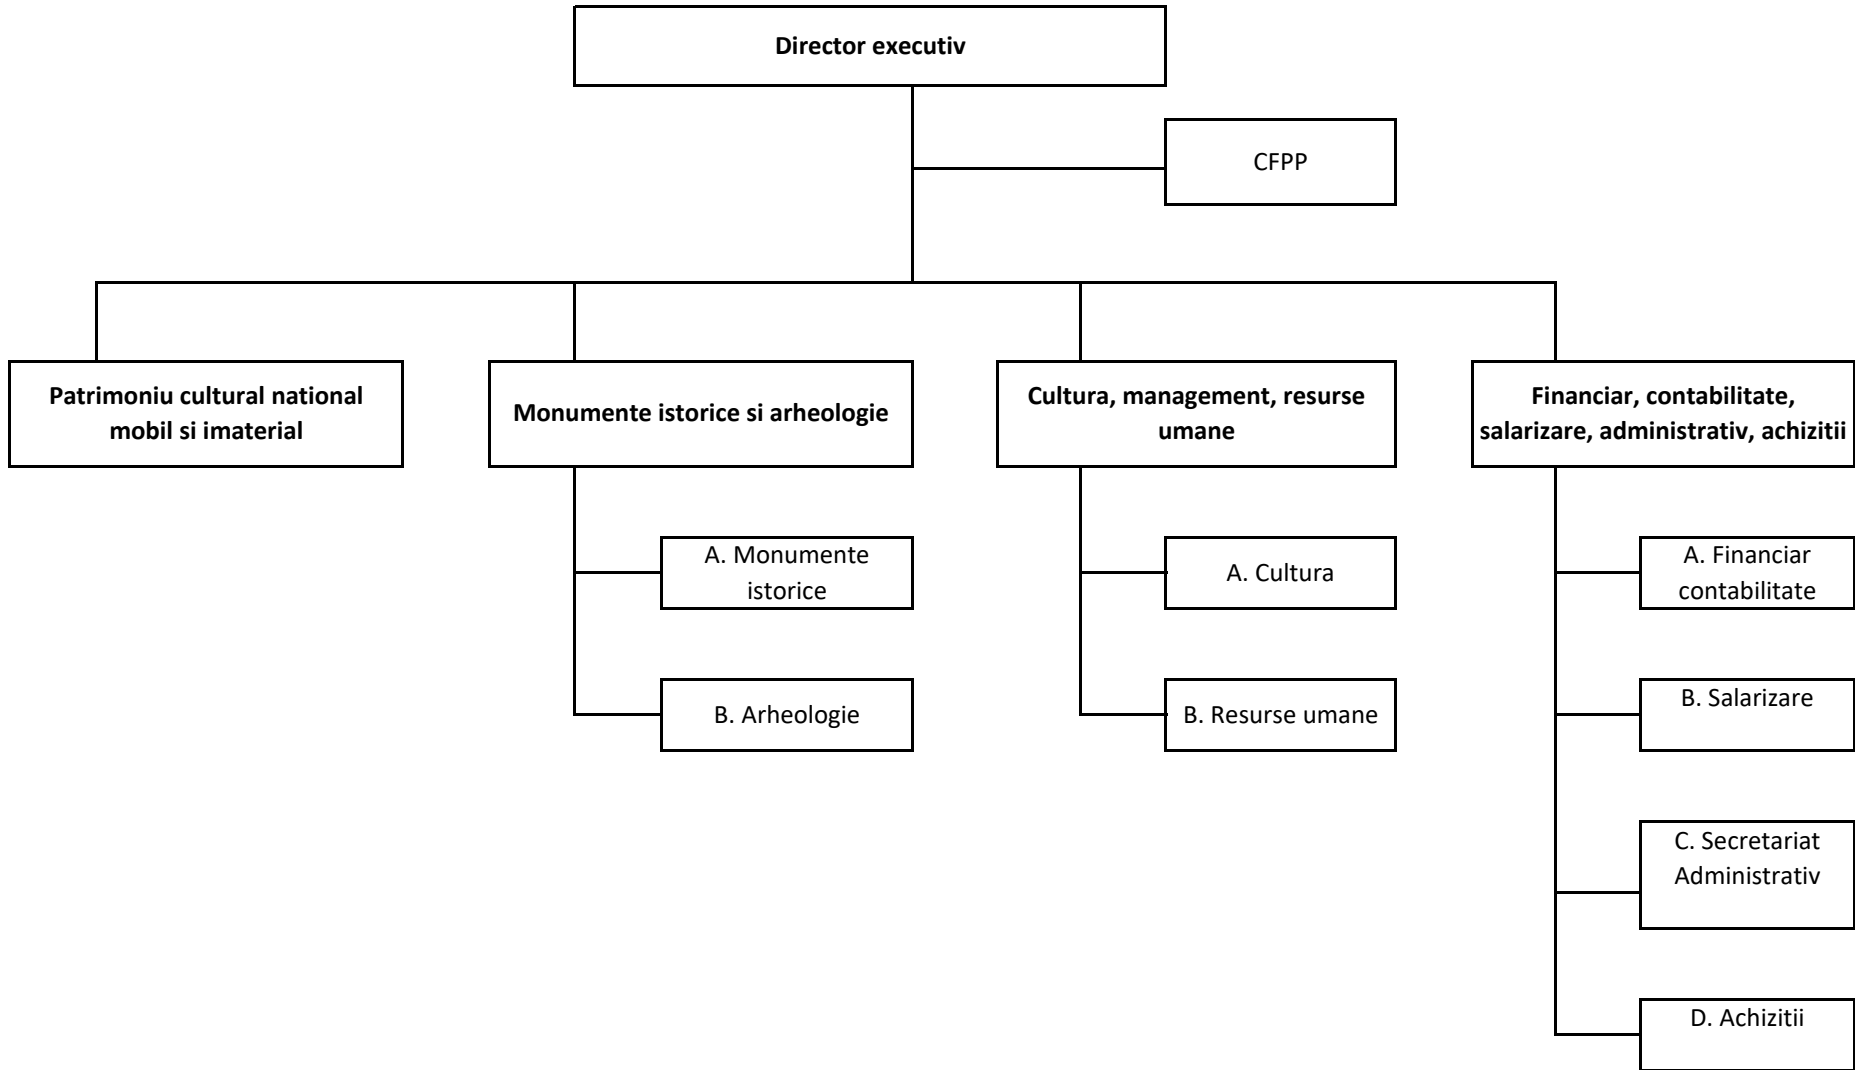 Director executiv
CFPP
Patrimoniu cultural national
mobil si imaterial
Monumente istorice si arheologie
Cultura, management, resurse
umane
Financiar, contabilitate,
salarizare, administrativ, achizitii
A. Monumente
istorice
A. Cultura
A. Financiar
contabilitate
B. Arheologie
B. Resurse umane
B. Salarizare
C. Secretariat
Administrativ
D. Achizitii